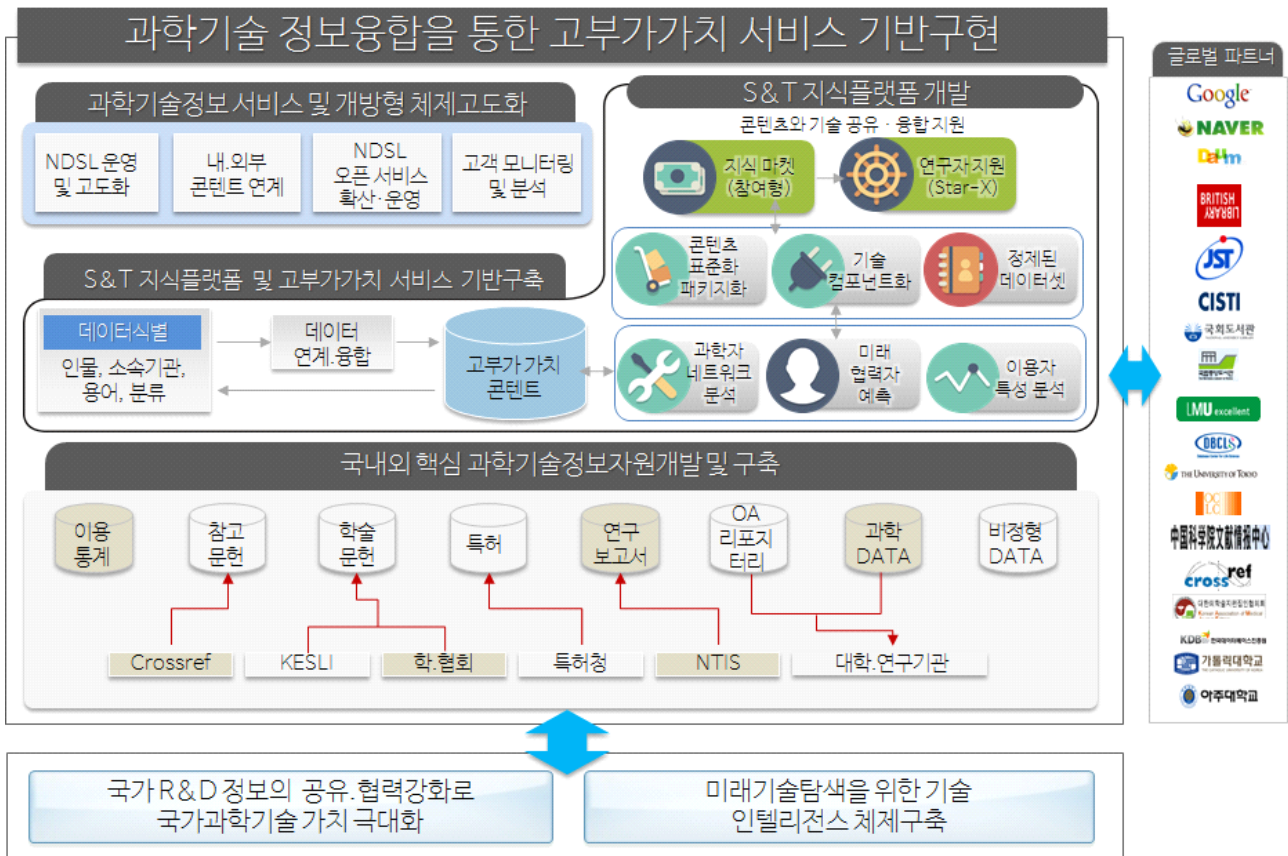 과학기술 정보융합을 통한 고부가가치 서비스 기반구현
과학기술정보 서비스 및 개방형 체제고도화
NDSL 운영
및 고도화
내.외부
콘텐트 연계
NDSL
오픈 서비스
확산·운영
고객 모니터링
및 분석
S&T 지식플랫폼 개발
콘텐츠와 기술 공유 · 융합 지원
지식 마켓
(참여형)
연구자 지원
(Star-X)
콘텐츠
표준화
패키지화
기술
컴포넌트화
정제된
데이터셋
과학자
네트워크
분석
미래
협력자
예측
이용자
특성 분석
S&T 지식플랫폼 및 고부가가치 서비스 기반구축
데이터식별
인물, 소속기관,
용어, 분류
데이터
연계.융합
고부가 가치
콘텐트
국내외 핵심 과학기술정보자원개발 및 구축
이용
통계
참고
문헌
학술
문헌
특허
연구
보고서
OA
리포지
터리
과학
DATA
비정형
DATA
Crossref
KESLI
학.협회
특허청
NTIS
대학.연구기관
국가 R&D 정보의 공유.협력강화로
국가과학기술 가치 극대화
미래기술탐색을 위한 기술
인텔리전스 체제구축
글로벌 파트너
Google
NAVER
Daum
BRITISH
LIBRARY
JST
CISTI
국회도서관
LMU excellent
DBCLS
THE UNIVERSITY OF TOKYO
OC
LC
中国科学院文献情报中心
crossref
KDB
가톨릭대학교
아주대학교